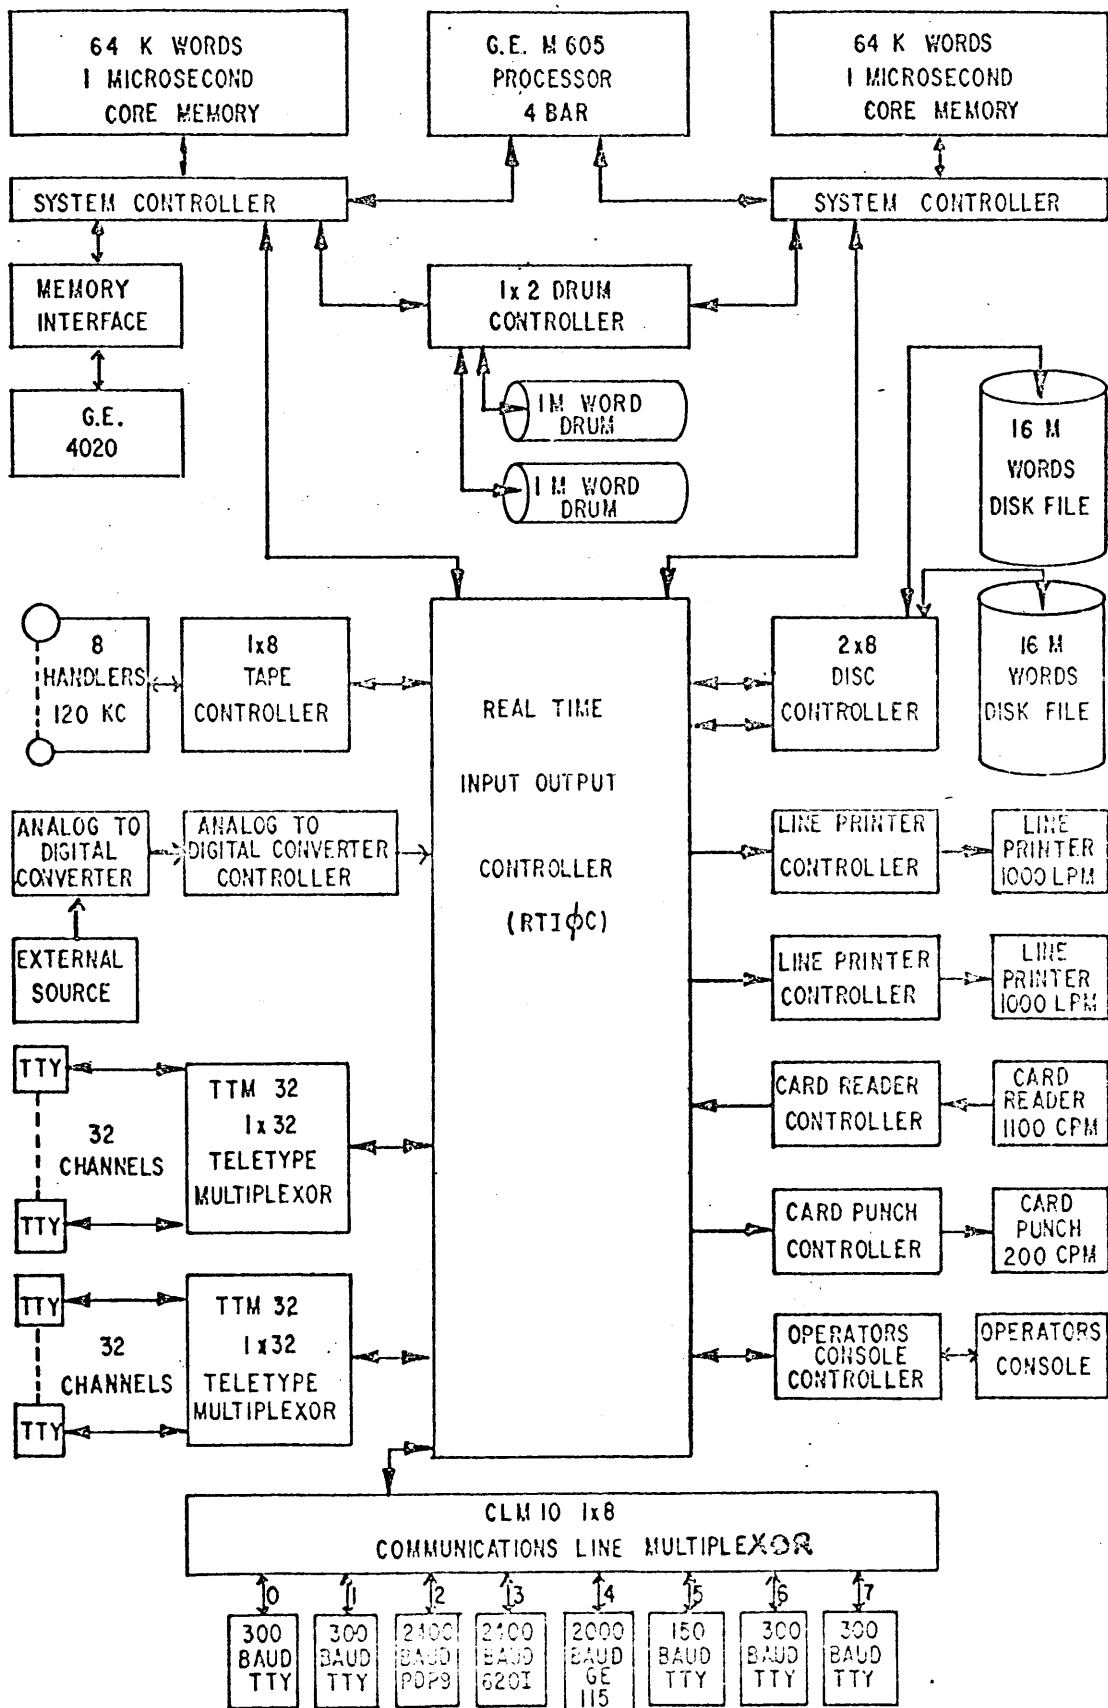 64 K WORDS
1 MICROSECOND
CORE MEMORY
G.E. M 605
PROCESSOR
4 BAR
64 K WORDS
1 MICROSECOND
CORE MEMORY
SYSTEM CONTROLLER
SYSTEM CONTROLLER
MEMORY
INTERFACE
1x2 DRUM
CONTROLLER
G.E.
4020
1M WORD
DRUM
1 M WORD
DRUM
16 M
WORDS
DISK FILE
16 M
WORDS
DISK FILE
8
HANDLERS
120 KC
1x8
TAPE
CONTROLLER
REAL TIME
INPUT OUTPUT
CONTROLLER
(RTIϕC)
2x8
DISC
CONTROLLER
ANALOG TO
DIGITAL
CONVERTER
ANALOG TO
DIGITAL CONVERTER
CONTROLLER
EXTERNAL
SOURCE
LINE PRINTER
CONTROLLER
LINE
PRINTER
1000 LPM
LINE PRINTER
CONTROLLER
LINE
PRINTER
1000 LPM
TTY
32
CHANNELS
TTY
TTM 32
1x32
TELETYPE
MULTIPLEXOR
CARD READER
CONTROLLER
CARD
READER
1100 CPM
CARD PUNCH
CONTROLLER
CARD
PUNCH
200 CPM
TTY
32
CHANNELS
TTY
TTM 32
1x32
TELETYPE
MULTIPLEXOR
OPERATORS
CONSOLE
CONTROLLER
OPERATORS
CONSOLE
CLM10 1x8
COMMUNICATIONS LINE MULTIPLEXOR
0 1 2 3 4 5 6 7
300
BAUD
TTY
300
BAUD
TTY
2400
BAUD
PDP9
2400
BAUD
620I
2000
BAUD
GE
115
150
BAUD
TTY
300
BAUD
TTY
300
BAUD
TTY